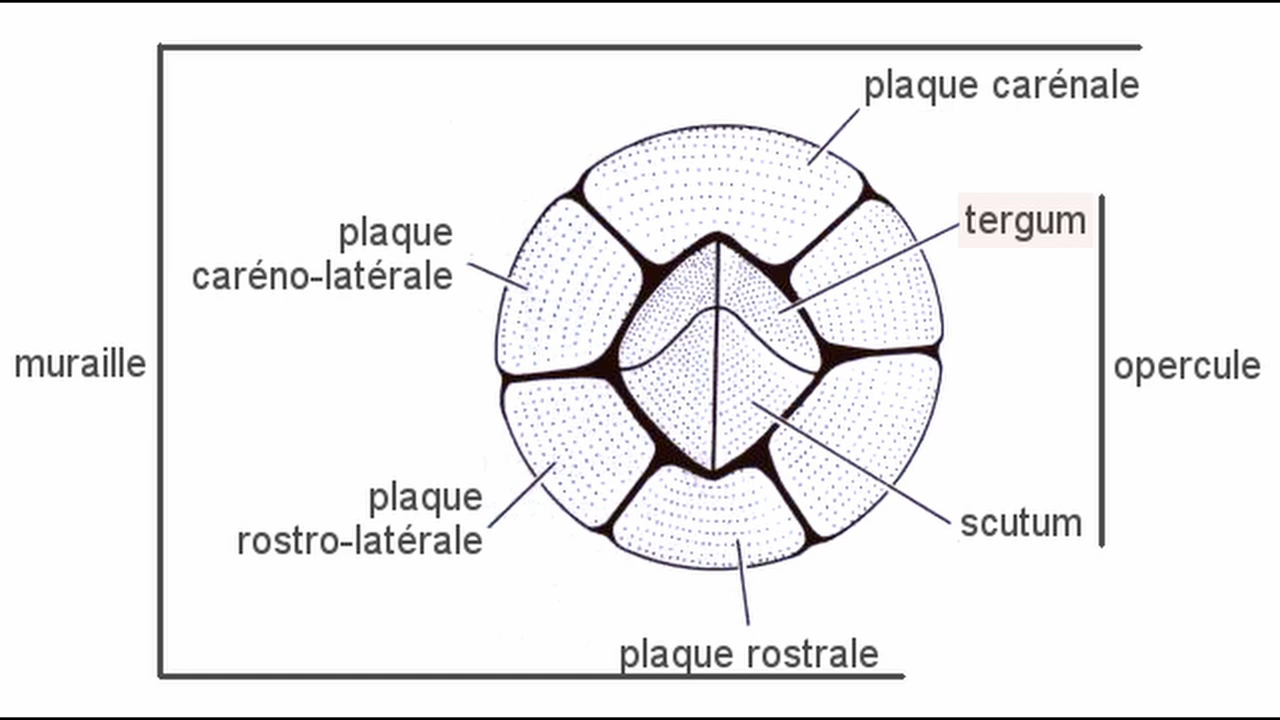 plaque carénale
tergum
plaque
caréno-latérale
muraille
opercule
plaque
rostro-latérale
scutum
plaque rostrale